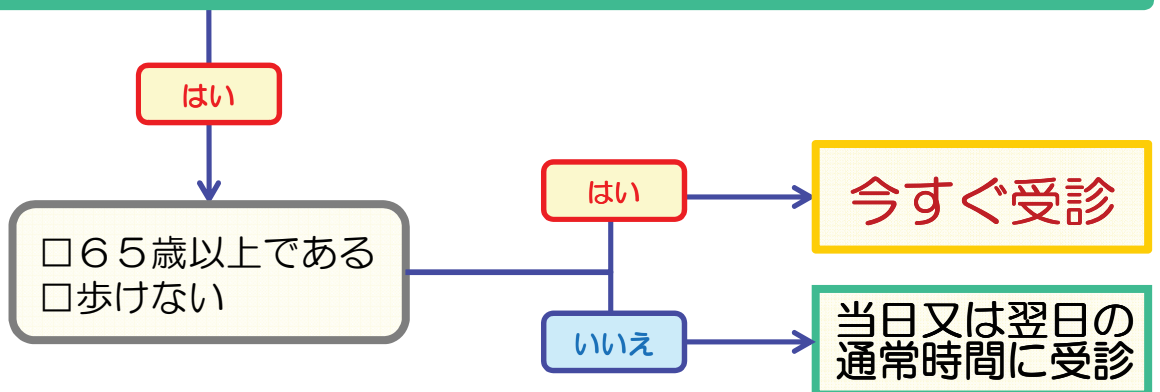 はい
□６５歳以上である
□歩けない
はい
今すぐ受診
いいえ
当日又は翌日の
通常時間に受診